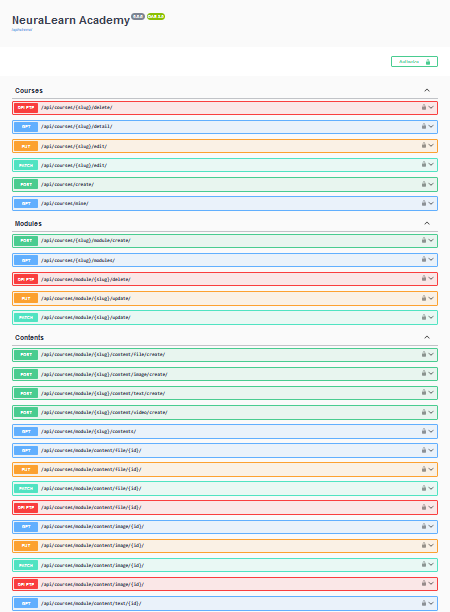 NeuraLearn Academy 0.0.0 OAS 3.0
/api/schema/
Authorize
Courses
DELETE /api/courses/{slug}/delete/
GET /api/courses/{slug}/detail/
PUT /api/courses/{slug}/edit/
PATCH /api/courses/{slug}/edit/
POST /api/courses/create/
GET /api/courses/mine/
Modules
POST /api/courses/{slug}/module/create/
GET /api/courses/{slug}/modules/
DELETE /api/courses/module/{slug}/delete/
PUT /api/courses/module/{slug}/update/
PATCH /api/courses/module/{slug}/update/
Contents
POST /api/courses/module/{slug}/content/file/create/
POST /api/courses/module/{slug}/content/image/create/
POST /api/courses/module/{slug}/content/text/create/
POST /api/courses/module/{slug}/content/video/create/
GET /api/courses/module/{slug}/contents/
GET /api/courses/module/content/file/{id}/
PUT /api/courses/module/content/file/{id}/
PATCH /api/courses/module/content/file/{id}/
DELETE /api/courses/module/content/file/{id}/
GET /api/courses/module/content/image/{id}/
PUT /api/courses/module/content/image/{id}/
PATCH /api/courses/module/content/image/{id}/
DELETE /api/courses/module/content/image/{id}/
GET /api/courses/module/content/text/{id}/